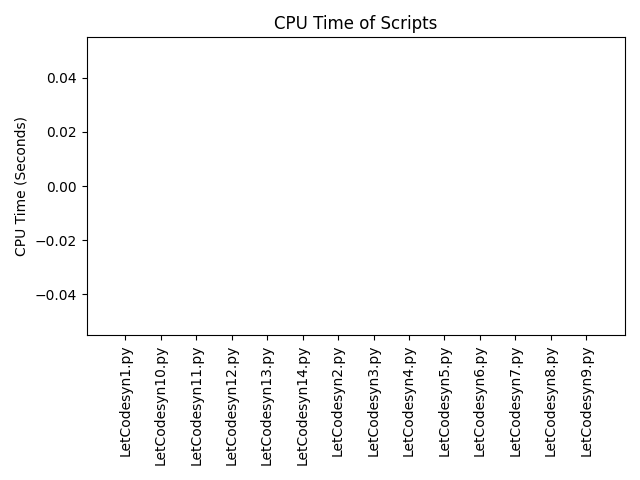 CPU Time of Scripts
CPU Time (Seconds)
0.04
0.02
0.00
−0.02
−0.04
LetCodesyn1.py
LetCodesyn10.py
LetCodesyn11.py
LetCodesyn12.py
LetCodesyn13.py
LetCodesyn14.py
LetCodesyn2.py
LetCodesyn3.py
LetCodesyn4.py
LetCodesyn5.py
LetCodesyn6.py
LetCodesyn7.py
LetCodesyn8.py
LetCodesyn9.py